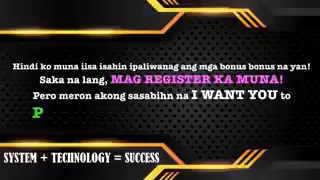 Hindi ko muna iisa isahin ipaliwanag ang mga bonus bonus na yan!
Saka na lang, MAG REGISTER KA MUNA!
Pero meron akong sasabihn na I WANT YOU to
P
SYSTEM + TECHNOLOGY = SUCCESS